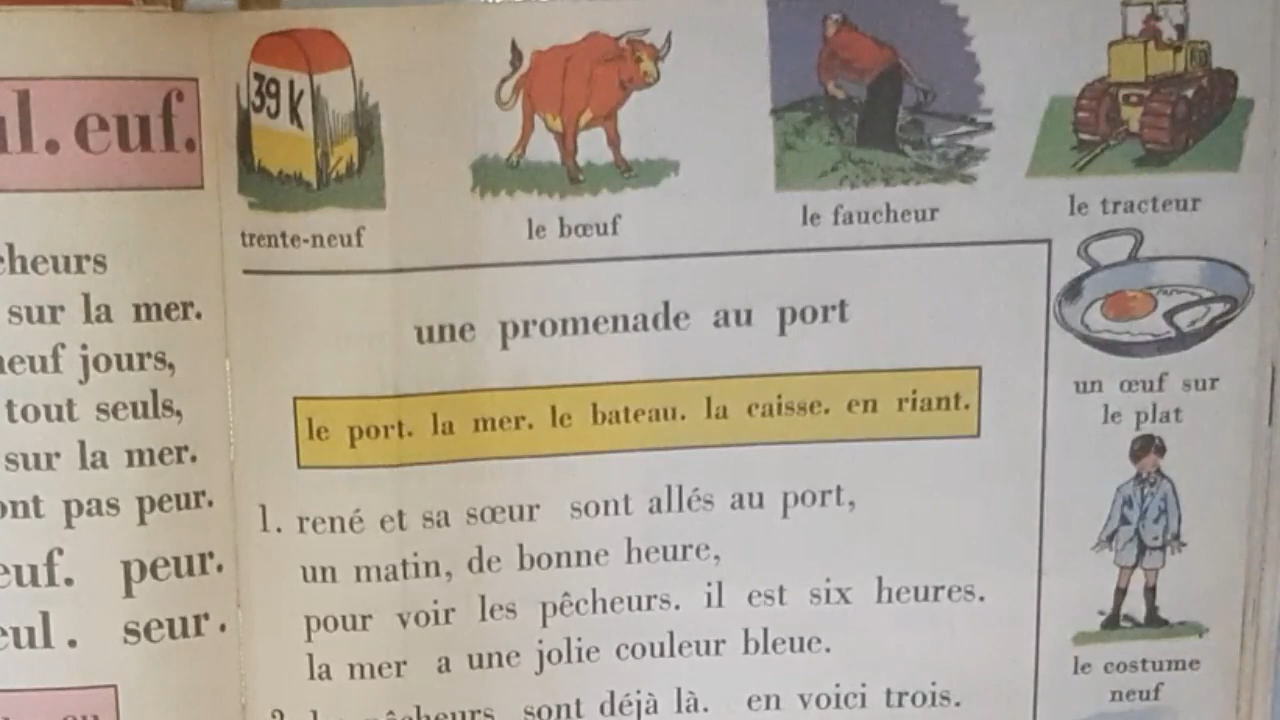 ul. euf.
cheurs
sur la mer.
neuf jours,
tout seuls,
sur la mer.
ont pas peur.
euf. peur.
eul. seur.
39 k
trente-neuf
le bœuf
le faucheur
le tracteur
une promenade au port
le port. la mer. le bateau. la caisse. en riant.
1. rené et sa sœur sont allés au port,
un matin, de bonne heure,
pour voir les pêcheurs. il est six heures.
la mer a une jolie couleur bleue.
pêcheurs sont déjà là. en voici trois.
un œuf sur
le plat
le costume
neuf